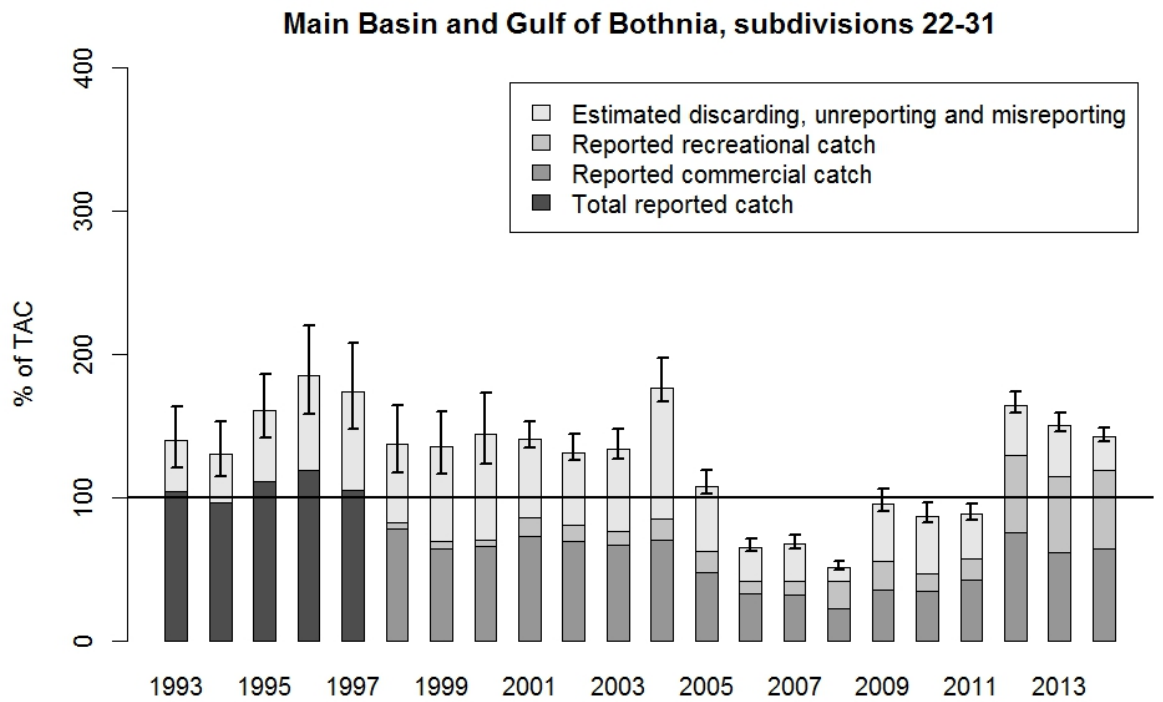 Main Basin and Gulf of Bothnia, subdivisions 22-31
% of TAC
400
300
200
100
0
Estimated discarding, unreporting and misreporting
Reported recreational catch
Reported commercial catch
Total reported catch
1993 1995 1997 1999 2001 2003 2005 2007 2009 2011 2013